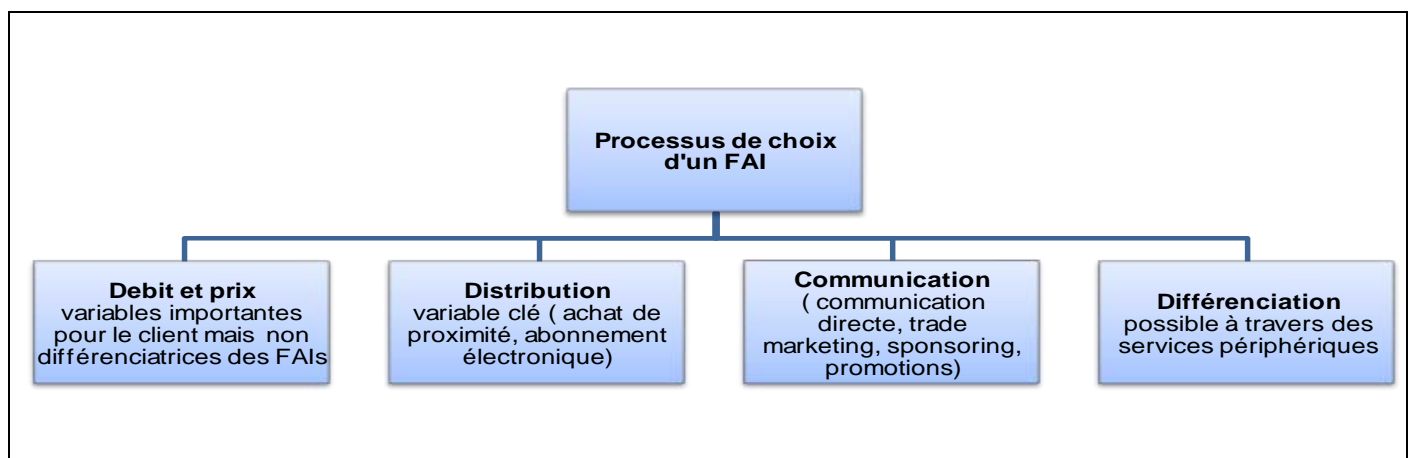 Processus de choix
d'un FAI
Debit et prix
variables importantes
pour le client mais non
différenciatrices des FAIs
Distribution
variable clé ( achat de
proximité, abonnement
électronique)
Communication
( communication
directe, trade
marketing, sponsoring,
promotions)
Différenciation
possible à travers des
services périphériques